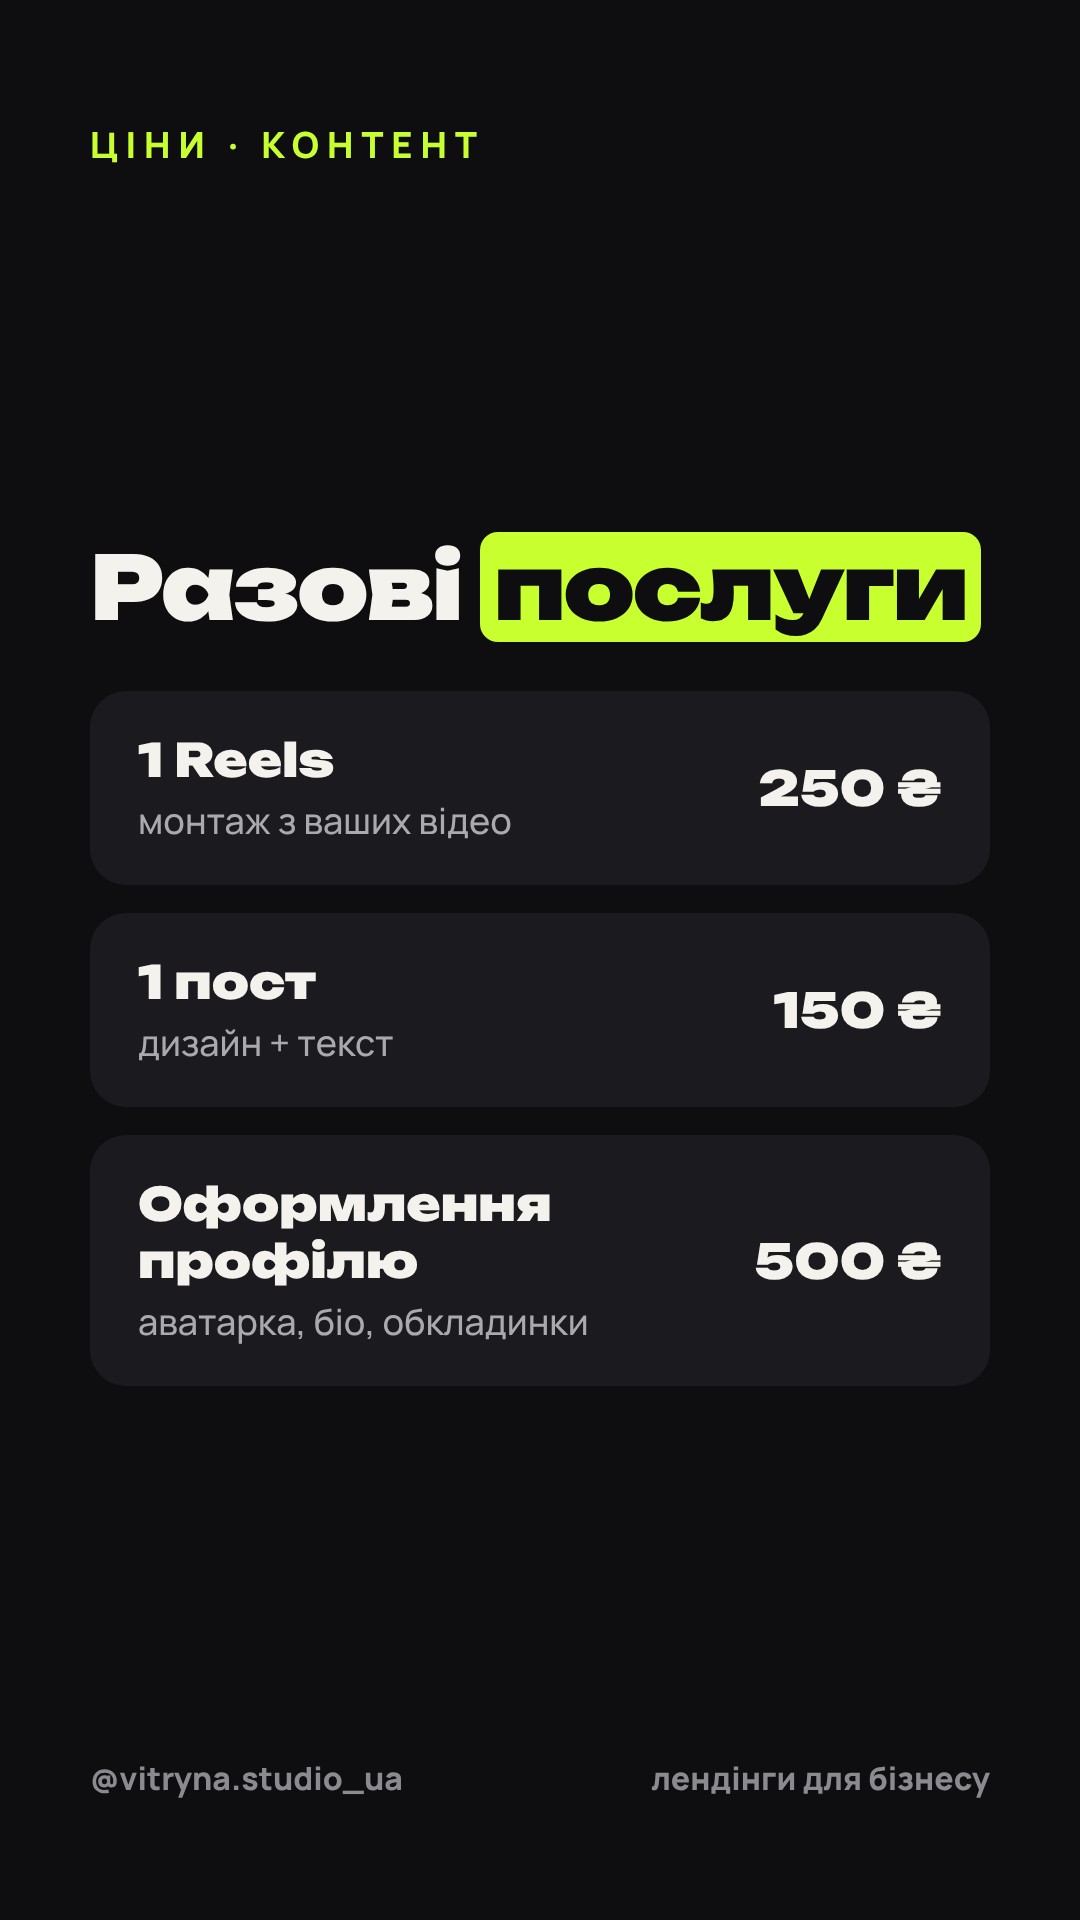 ЦІНИ · КОНТЕНТ
Разові послуги
1 Reels
монтаж з ваших відео
250 ₴
1 пост
дизайн + текст
150 ₴
Оформлення
профілю
аватарка, біо, обкладинки
500 ₴
@vitryna.studio_ua
лендінги для бізнесу